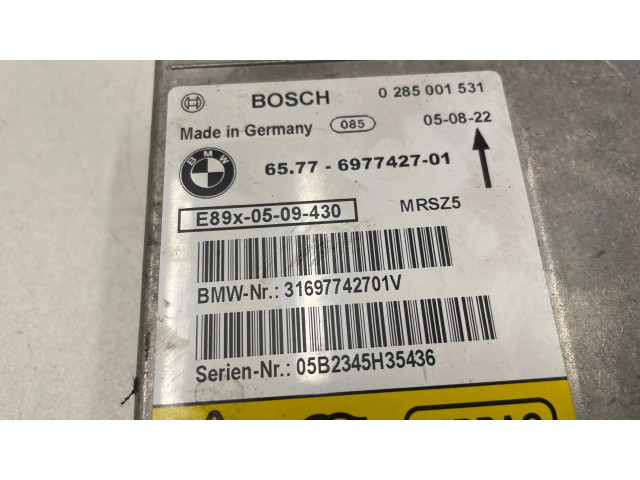 BOSCH 0 285 001 531
Made in Germany 085 05-08-22
BMW 65.77 - 6977427-01
E89x-05-09-430 MRSZ5
BMW-Nr.: 31697742701V
Serien-Nr.: 05B2345H35436